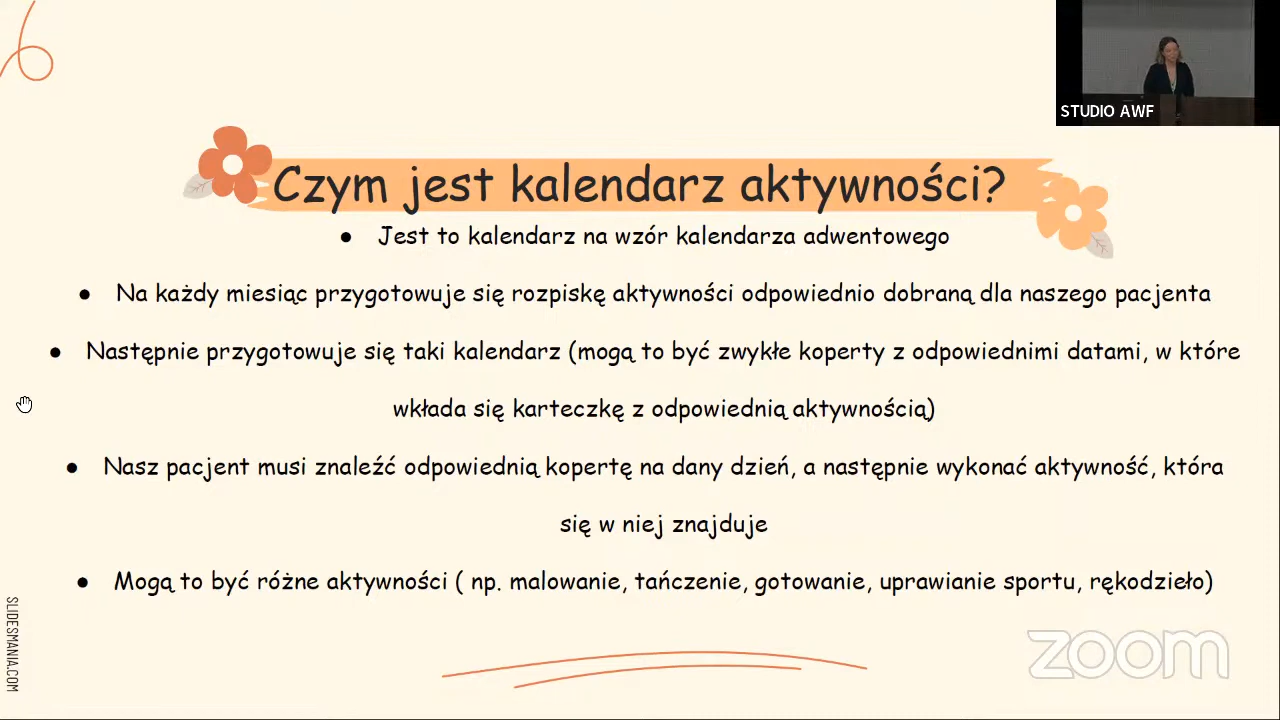 STUDIO AWF
Czym jest kalendarz aktywności?
● Jest to kalendarz na wzór kalendarza adwentowego
● Na każdy miesiąc przygotowuje się rozpiskę aktywności odpowiednio dobraną dla naszego pacjenta
● Następnie przygotowuje się taki kalendarz (mogą to być zwykłe koperty z odpowiednimi datami, w które
wkłada się karteczkę z odpowiednią aktywnością)
● Nasz pacjent musi znaleźć odpowiednią kopertę na dany dzień, a następnie wykonać aktywność, która
się w niej znajduje
● Mogą to być różne aktywności ( np. malowanie, tańczenie, gotowanie, uprawianie sportu, rękodzieło)
SLIDESMANIA.COM
zoom